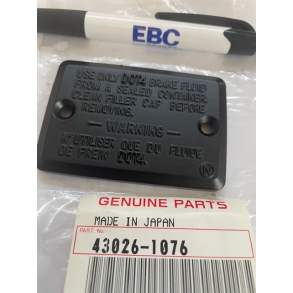 EBC
USE ONLY DOT4 BRAKE FLUID
FROM A SEALED CONTAINER.
CLEAN FILLER CAP BEFORE
REMOVING.
— WARNING —
N'UTILISER QUE DU FLUIDE
DE FREIN DOT4.
GENUINE PARTS
MADE IN JAPAN
PART No.
43026-1076